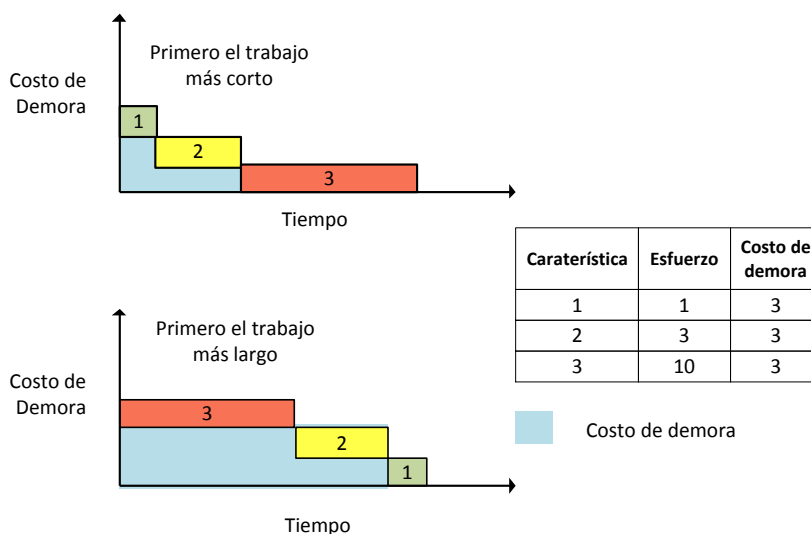 Primero el trabajo
más corto
Costo de
Demora
1
2
3
Tiempo
Caraterística Esfuerzo Costo de demora
1 1 3
2 3 3
3 10 3
Primero el trabajo
más largo
Costo de
Demora
3
2
1
Costo de demora
Tiempo